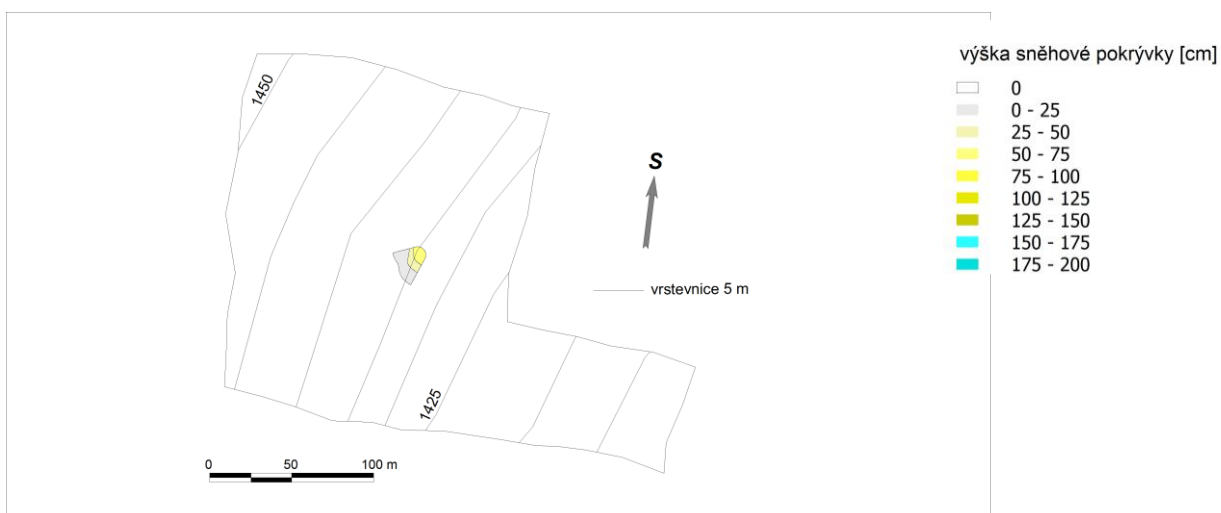 výška sněhové pokrývky [cm]
0
0 - 25
25 - 50
50 - 75
75 - 100
100 - 125
125 - 150
150 - 175
175 - 200
1450
S
vrstevnice 5 m
1425
0 50 100 m